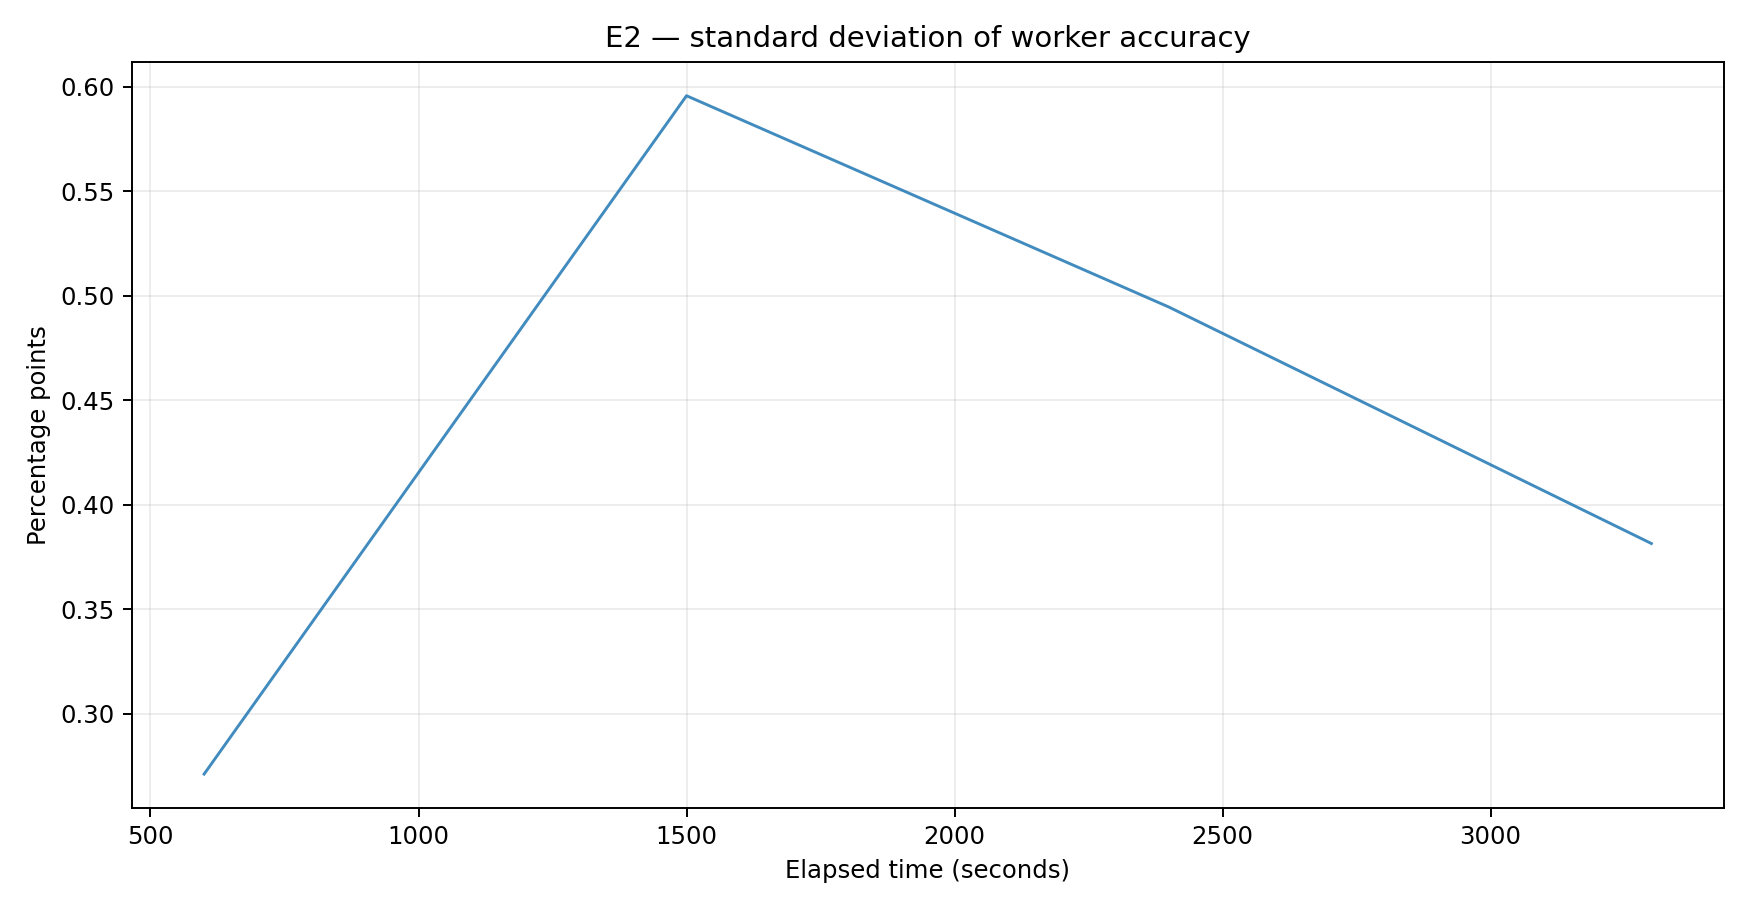 E2 — standard deviation of worker accuracy
Percentage points
0.60
0.55
0.50
0.45
0.40
0.35
0.30
500 1000 1500 2000 2500 3000
Elapsed time (seconds)